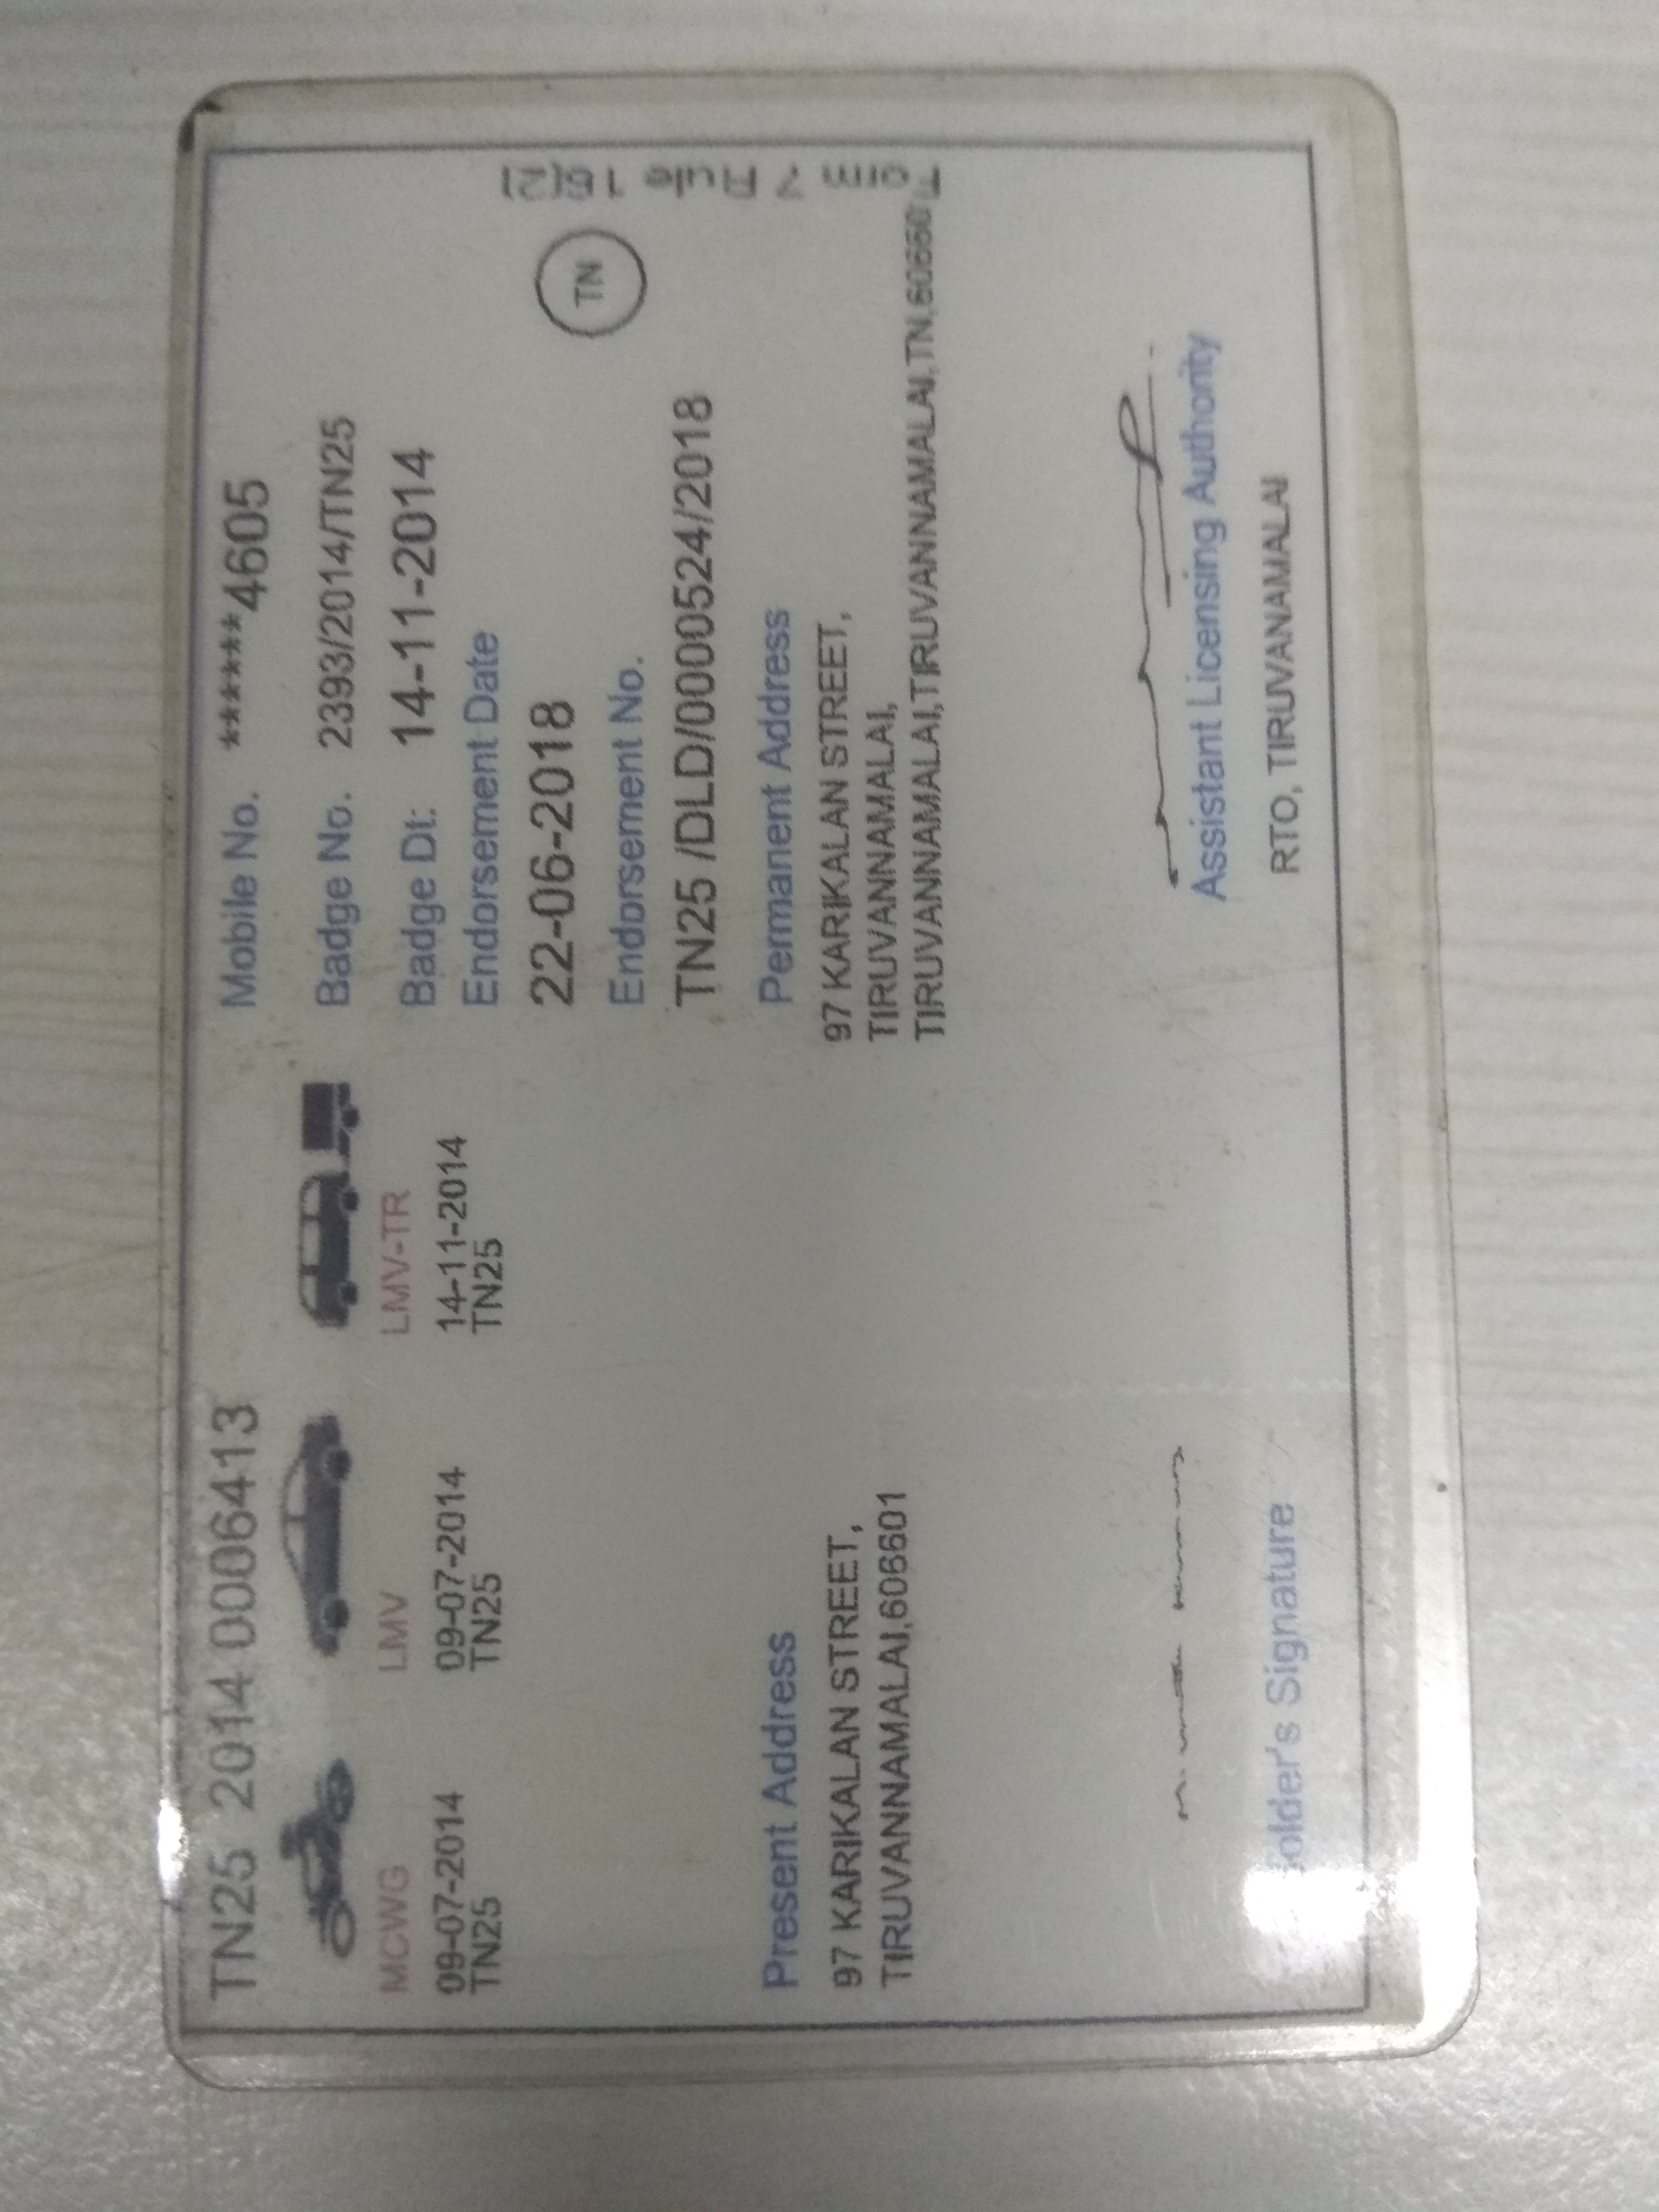 TN25 2014 0006413
MCWG
09-07-2014
TN25
LMV
09-07-2014
TN25
LMV-TR
14-11-2014
TN25
Mobile No. ******4605
Badge No. 2393/2014/TN25
Badge Dt: 14-11-2014
Endorsement Date
22-06-2018
TN
Endorsement No.
TN25 /DLD/0000524/2018
Form 7 Rule 16(2)
Present Address
97 KARIKALAN STREET,
TIRUVANNAMALAI,606601
Permanent Address
97 KARIKALAN STREET,
TIRUVANNAMALAI,
TIRUVANNAMALAI,TIRUVANNAMALAI,TN,
Holder's Signature
Assistant Licensing Authority
RTO, TIRUVANAMALAI